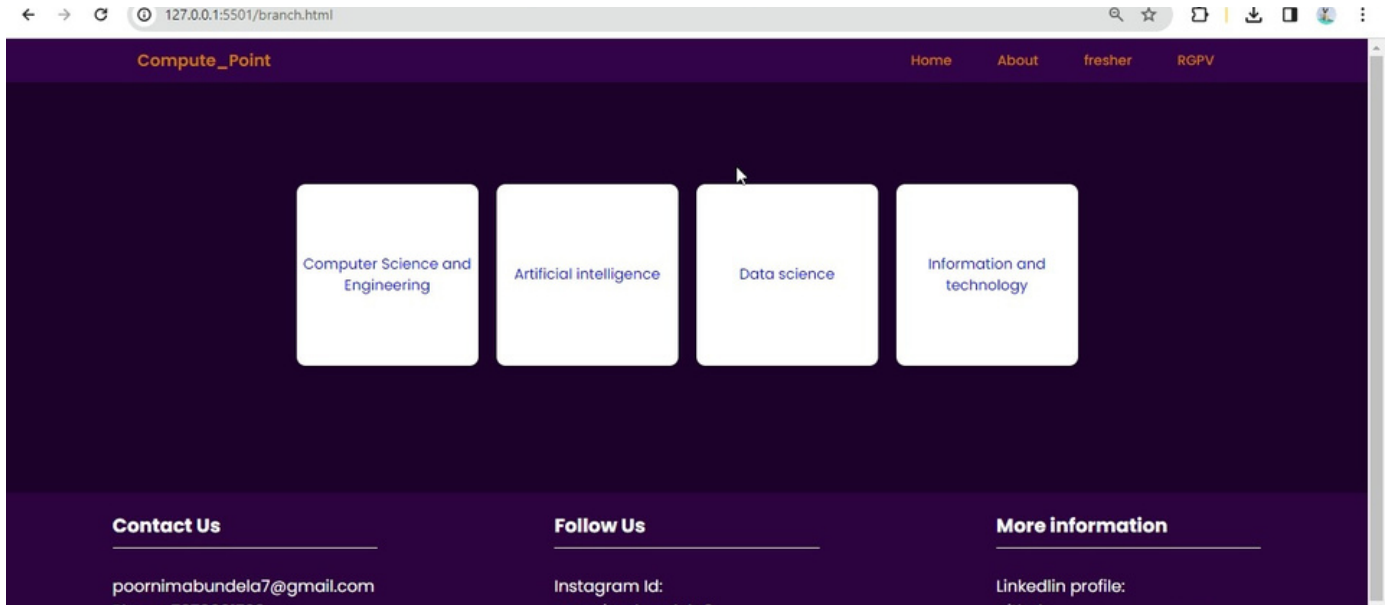 127.0.0.1:5501/branch.html
Compute_Point Home About fresher RGPV
Computer Science and
Engineering
Artificial intelligence
Data science
Information and
technology
Contact Us
poornimabundela7@gmail.com
Follow Us
Instagram Id:
More information
Linkedlin profile: